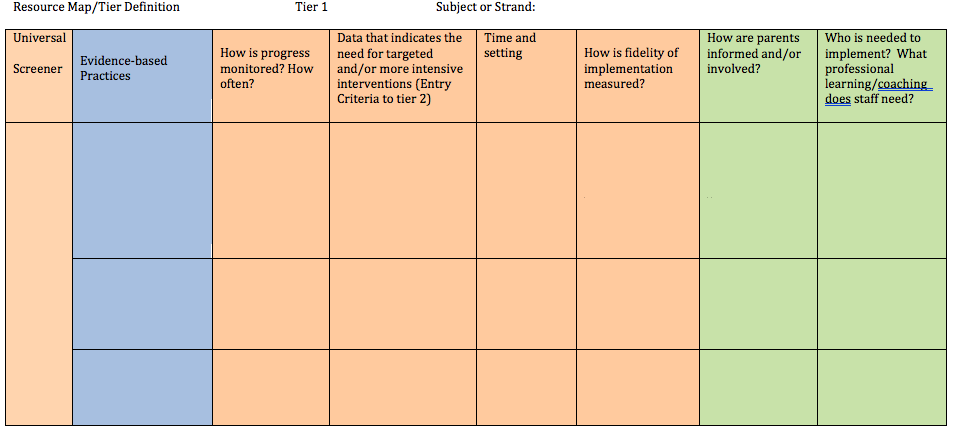 Resource Map/Tier Definition Tier 1 Subject or Strand:
Universal
Screener
Evidence-based
Practices
How is progress
monitored? How
often?
Data that indicates the
need for targeted
and/or more intensive
interventions (Entry
Criteria to tier 2)
Time and
setting
How is fidelity of
implementation
measured?
How are parents
informed and/or
involved?
Who is needed to
implement? What
professional
learning/coaching
does staff need?